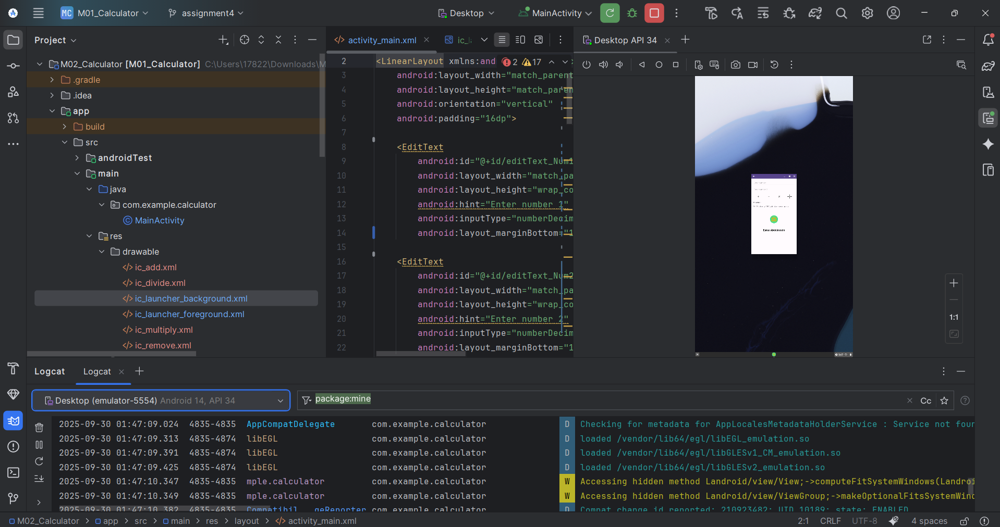 MC M01_Calculator assignment4 Desktop MainActivity
Project activity_main.xml Desktop API 34
M02_Calculator [M01_Calculator] C:\Users\17822\Downloads\M
.gradle
.idea
app
build
src
androidTest
main
java
com.example.calculator
MainActivity
res
drawable
ic_add.xml
ic_divide.xml
ic_launcher_background.xml
ic_launcher_foreground.xml
ic_multiply.xml
ic_remove.xml
2 <LinearLayout xmlns:and 2 17
3 android:layout_width="match_parent
4 android:layout_height="match_paren
5 android:orientation="vertical"
6 android:padding="16dp">
7
8 <EditText
9 android:id="@+id/editText_Num1
10 android:layout_width="match_pa
11 android:layout_height="wrap_co
12 android:hint="Enter number 1"
13 android:inputType="numberDecim
14 android:layout_marginBottom="1
15
16 <EditText
17 android:id="@+id/editText_Num2
18 android:layout_width="match_pa
19 android:layout_height="wrap_co
20 android:hint="Enter number 2"
21 android:inputType="numberDecim
22 android:layout_marginBottom="1
Esraa Abdelmoein
1:1
Logcat Logcat
Desktop (emulator-5554) Android 14, API 34 package:mine Cc
2025-09-30 01:47:09.024 4835-4835 AppCompatDelegate com.example.calculator D Checking for metadata for AppLocalesMetadataHolderService : Service not four
2025-09-30 01:47:09.313 4835-4874 libEGL com.example.calculator D loaded /vendor/lib64/egl/libEGL_emulation.so
2025-09-30 01:47:09.391 4835-4874 libEGL com.example.calculator D loaded /vendor/lib64/egl/libGLESv1_CM_emulation.so
2025-09-30 01:47:09.425 4835-4874 libEGL com.example.calculator D loaded /vendor/lib64/egl/libGLESv2_emulation.so
2025-09-30 01:47:10.347 4835-4835 mple.calculator com.example.calculator W Accessing hidden method Landroid/view/View;->computeFitSystemWindows(Landroi
2025-09-30 01:47:10.349 4835-4835 mple.calculator com.example.calculator W Accessing hidden method Landroid/view/ViewGroup;->makeOptionalFitsSystemWind
2025-09-30 01:47:10.382 4835-4835 Compatibil...geReporter com.example.calculator D Compat change id reported: 210923482; UID 10189; state: ENABLED
M02_Calculator > app > src > main > res > layout > activity_main.xml 2:1 CRLF UTF-8 4 spaces